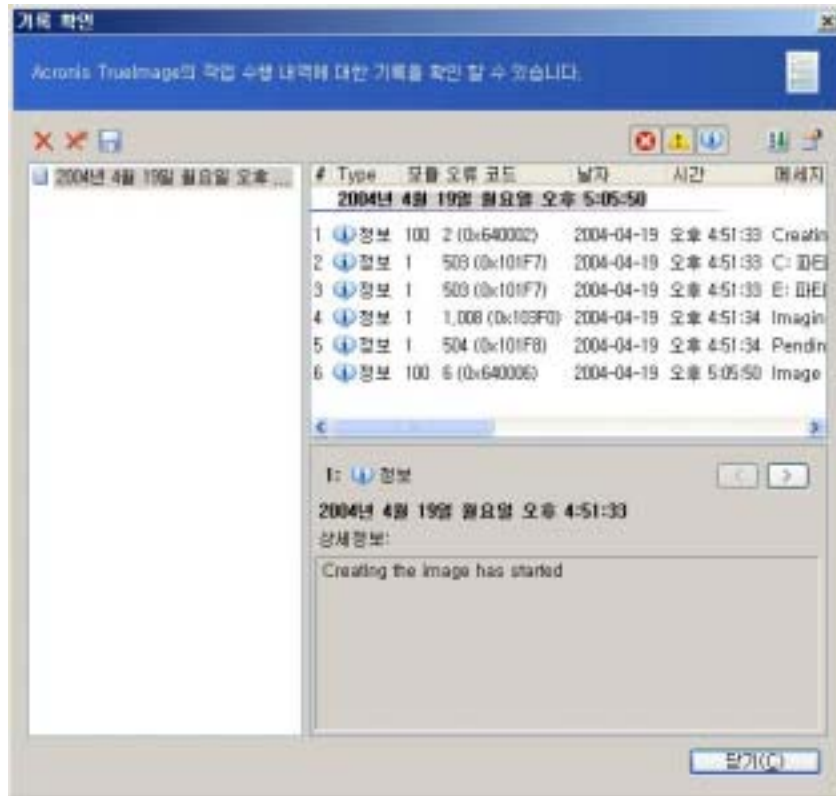 기록 확인
Acronis TrueImage의 작업 수행 내역에 대한 기록을 확인 할 수 있습니다.
2004년 4월 19일 월요일 오후 ...
# Type 모듈 오류 코드 날자 시간 메세지
2004년 4월 19일 월요일 오후 5:05:50
1 정보 100 2 (0x640002) 2004-04-19 오후 4:51:33 Creatin
2 정보 1 503 (0x101F7) 2004-04-19 오후 4:51:33 C: 파티
3 정보 1 503 (0x101F7) 2004-04-19 오후 4:51:33 E: 파티
4 정보 1 1,008 (0x103F0) 2004-04-19 오후 4:51:34 Imagin
5 정보 1 504 (0x101F8) 2004-04-19 오후 4:51:34 Pendin
6 정보 100 6 (0x640006) 2004-04-19 오후 5:05:50 Image
1: 정보
2004년 4월 19일 월요일 오후 4:51:33
상세정보:
Creating the image has started
닫기(C)